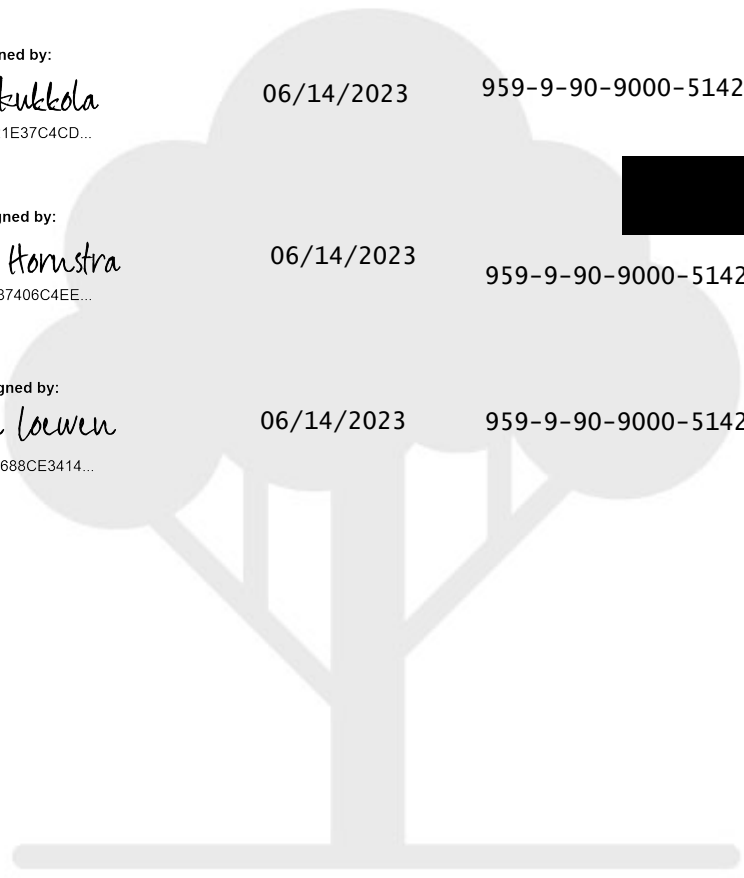 ned by:
kukkola 06/14/2023 959-9-90-9000-5142
1E37C4CD...
gned by:
Hornstra 06/14/2023 959-9-90-9000-5142
87406C4EE...
gned by:
Loewen 06/14/2023 959-9-90-9000-5142
688CE3414...